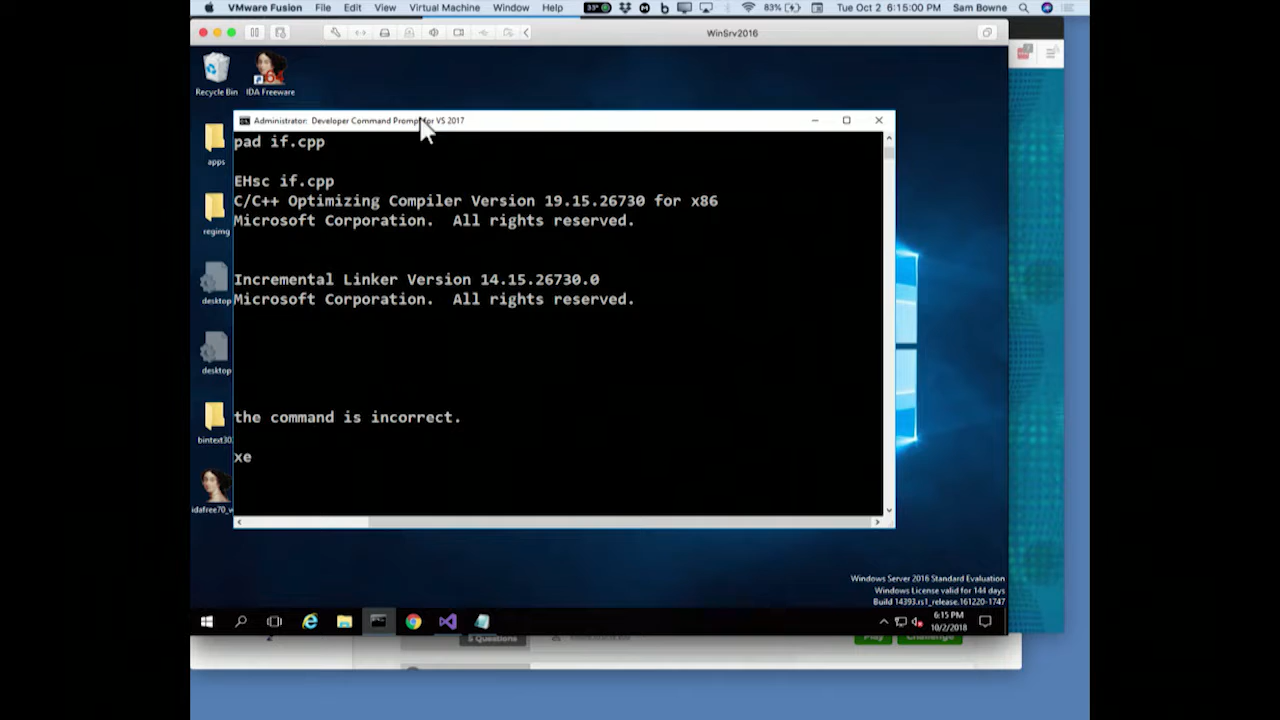 VMware Fusion File Edit View Virtual Machine Window Help 33° 83% Tue Oct 2 6:15:00 PM Sam Bowne
WinSrv2016
Recycle Bin
IDA Freeware
apps
regimg
desktop
desktop
bintext30
idafree70_w
Administrator: Developer Command Prompt for VS 2017
pad if.cpp
EHsc if.cpp
C/C++ Optimizing Compiler Version 19.15.26730 for x86
Microsoft Corporation. All rights reserved.
Incremental Linker Version 14.15.26730.0
Microsoft Corporation. All rights reserved.
the command is incorrect.
xe
Windows Server 2016 Standard Evaluation
Windows License valid for 144 days
Build 14393.rs1_release.161220-1747
6:15 PM
10/2/2018
5 Questions
Play
Challenge